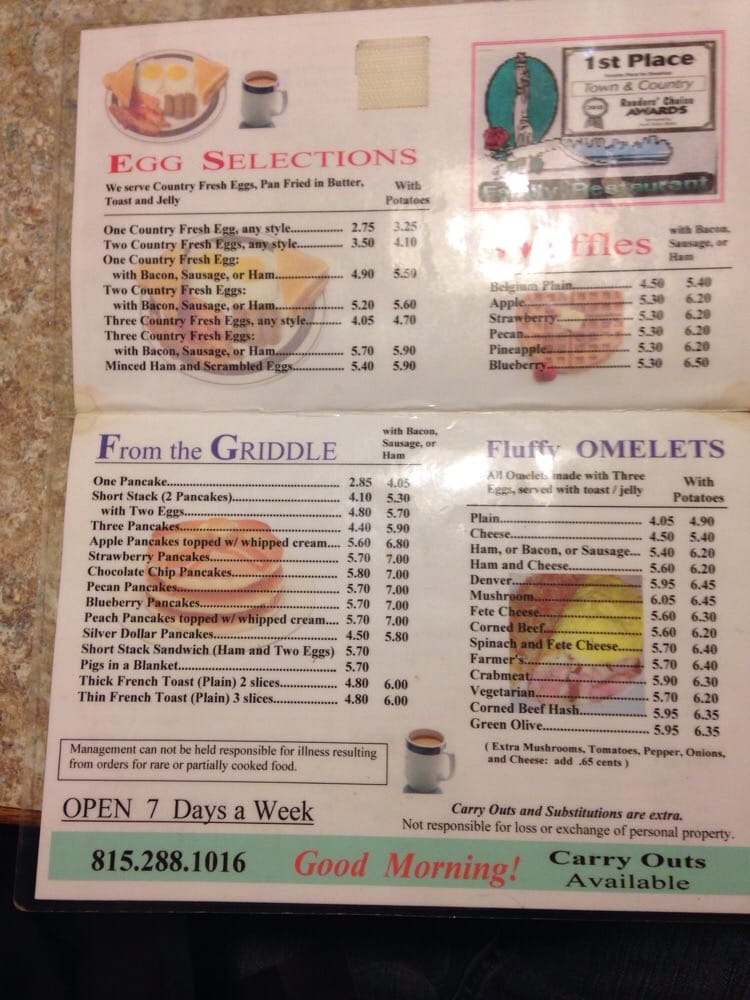 1st Place
Town & Country
Readers' Choice
AWARDS
Family Restaurant
EGG SELECTIONS
We serve Country Fresh Eggs, Pan Fried in Butter,
Toast and Jelly
With
Potatoes
One Country Fresh Egg, any style.................. 2.75 3.25
Two Country Fresh Eggs, any style................ 3.50 4.10
One Country Fresh Egg:
with Bacon, Sausage, or Ham.................... 4.90 5.50
Two Country Fresh Eggs:
with Bacon, Sausage, or Ham.................... 5.20 5.60
Three Country Fresh Eggs, any style............ 4.05 4.70
Three Country Fresh Eggs:
with Bacon, Sausage, or Ham.................... 5.70 5.90
Minced Ham and Scrambled Eggs................ 5.40 5.90
Waffles
with Bacon,
Sausage, or
Ham
Belgium Plain................ 4.50 5.40
Apple............................ 5.30 6.20
Strawberry................... 5.30 6.20
Pecan............................ 5.30 6.20
Pineapple...................... 5.30 6.20
Blueberry...................... 5.30 6.50
From the GRIDDLE
with Bacon,
Sausage, or
Ham
One Pancake............................................. 2.85 4.05
Short Stack (2 Pancakes)........................... 4.10 5.30
with Two Eggs........................................ 4.80 5.70
Three Pancakes......................................... 4.40 5.90
Apple Pancakes topped w/ whipped cream.... 5.60 6.80
Strawberry Pancakes................................. 5.70 7.00
Chocolate Chip Pancakes........................... 5.80 7.00
Pecan Pancakes......................................... 5.70 7.00
Blueberry Pancakes................................... 5.70 7.00
Peach Pancakes topped w/ whipped cream.... 5.70 7.00
Silver Dollar Pancakes............................... 4.50 5.80
Short Stack Sandwich (Ham and Two Eggs) 5.70
Pigs in a Blanket........................................ 5.70
Thick French Toast (Plain) 2 slices.............. 4.80 6.00
Thin French Toast (Plain) 3 slices............... 4.80 6.00
Fluffy OMELETS
All Omelets made with Three
Eggs, served with toast / jelly
With
Potatoes
Plain..................................... 4.05 4.90
Cheese................................... 4.50 5.40
Ham, or Bacon, or Sausage... 5.40 6.20
Ham and Cheese.................... 5.60 6.20
Denver................................... 5.95 6.45
Mushroom............................. 6.05 6.45
Fete Cheese........................... 5.60 6.30
Corned Beef.......................... 5.60 6.20
Spinach and Fete Cheese....... 5.70 6.40
Farmer's................................ 5.70 6.40
Crabmeat.............................. 5.90 6.30
Vegetarian............................. 5.70 6.20
Corned Beef Hash.................. 5.95 6.35
Green Olive........................... 5.95 6.35
( Extra Mushrooms, Tomatoes, Pepper, Onions,
and Cheese: add .65 cents )
Management can not be held responsible for illness resulting
from orders for rare or partially cooked food.
OPEN 7 Days a Week
Carry Outs and Substitutions are extra.
Not responsible for loss or exchange of personal property.
815.288.1016
Good Morning!
Carry Outs
Available